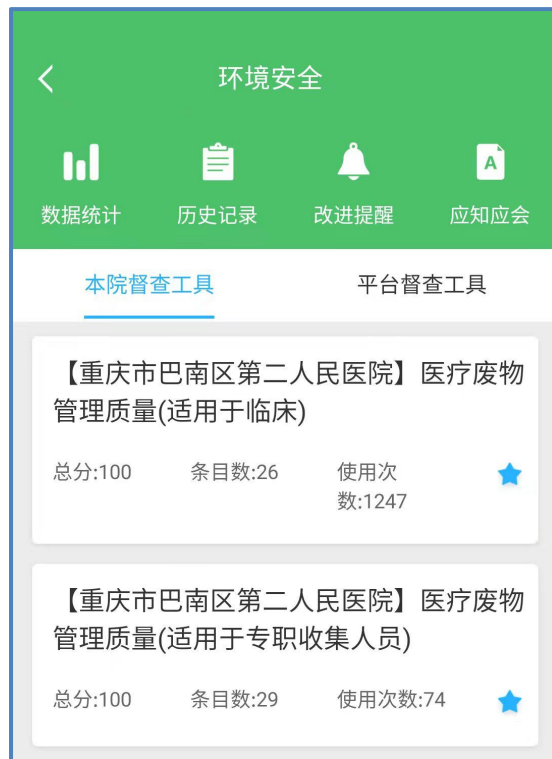 环境安全
数据统计 历史记录 改进提醒 应知应会
本院督查工具 平台督查工具
【重庆市巴南区第二人民医院】医疗废物
管理质量(适用于临床)
总分:100 条目数:26 使用次
数:1247
【重庆市巴南区第二人民医院】医疗废物
管理质量(适用于专职收集人员)
总分:100 条目数:29 使用次数:74